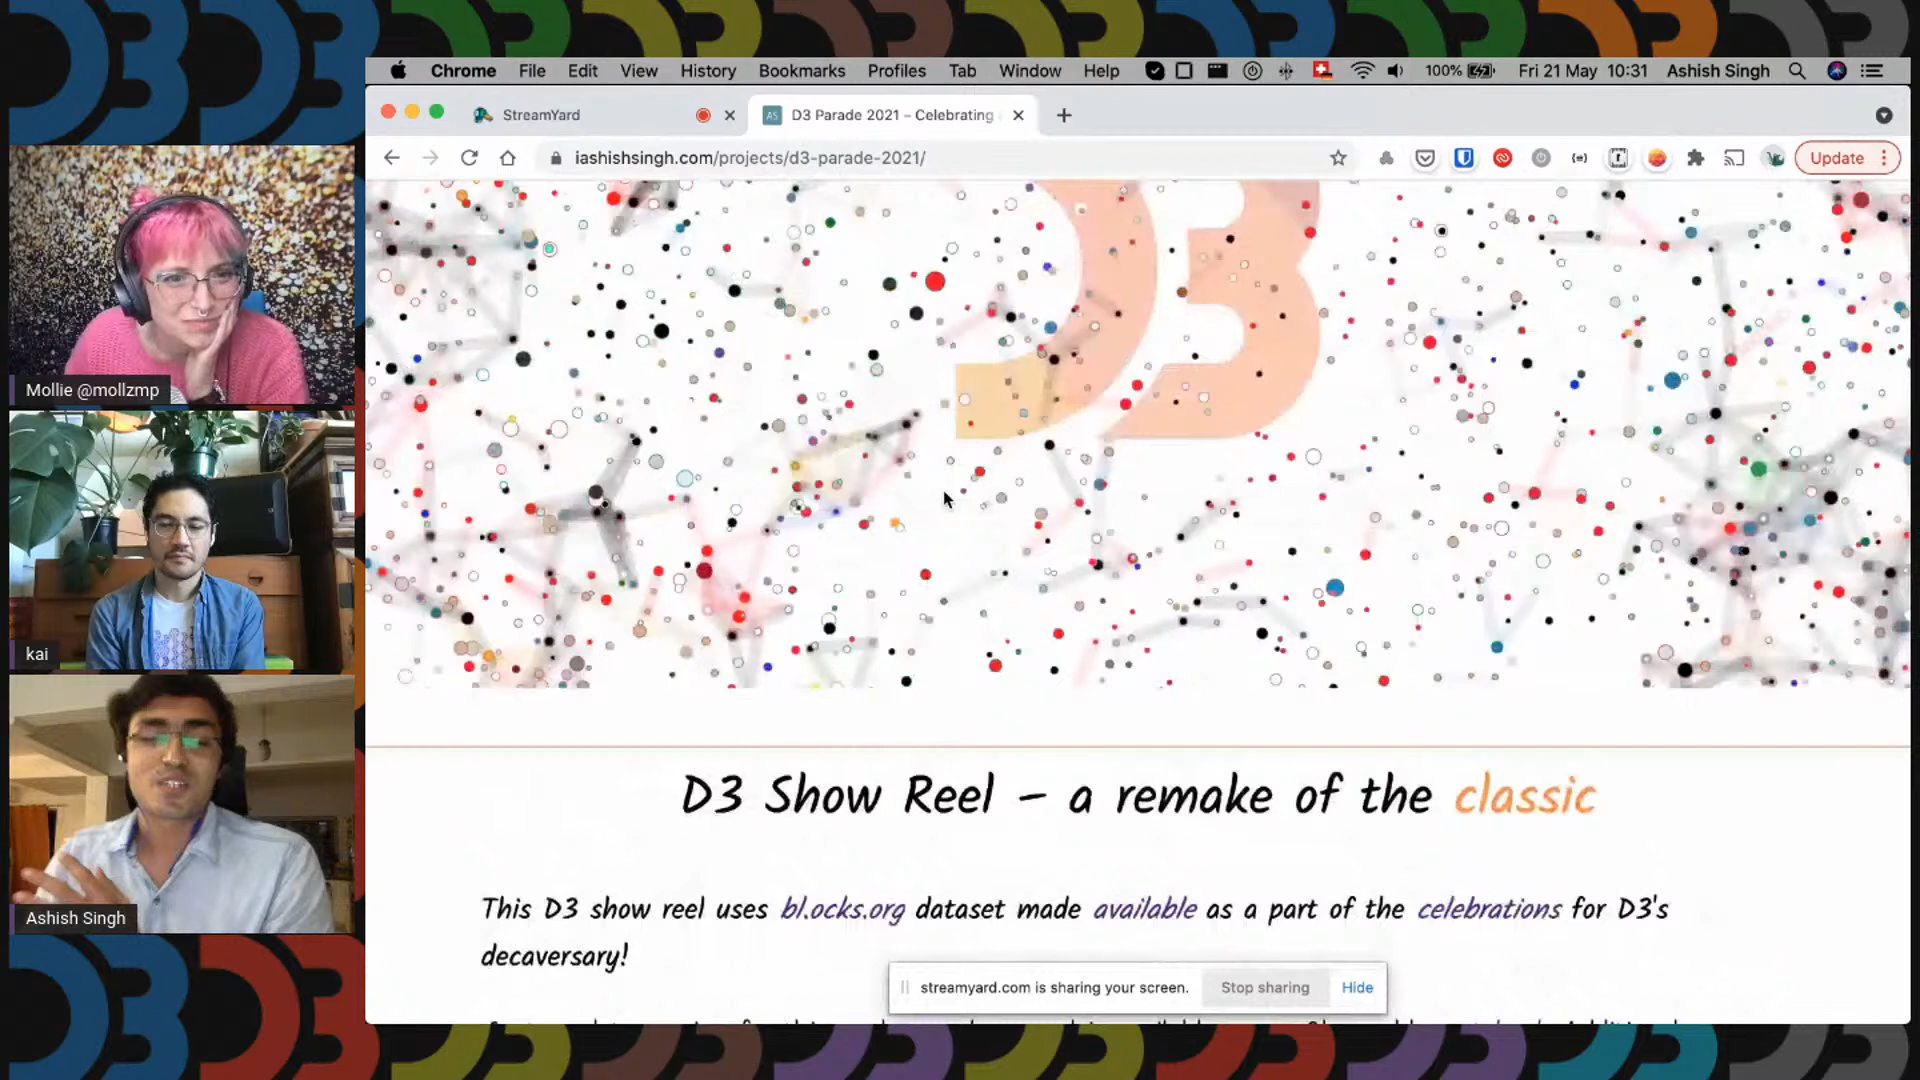 Chrome File Edit View History Bookmarks Profiles Tab Window Help 100% Fri 21 May 10:31 Ashish Singh
StreamYard
AS D3 Parade 2021 – Celebrating
iashishsingh.com/projects/d3-parade-2021/
Update
D3
Mollie @mollzmp
kai
Ashish Singh
D3 Show Reel – a remake of the classic
This D3 show reel uses bl.ocks.org dataset made available as a part of the celebrations for D3's
decaversary!
streamyard.com is sharing your screen. Stop sharing Hide